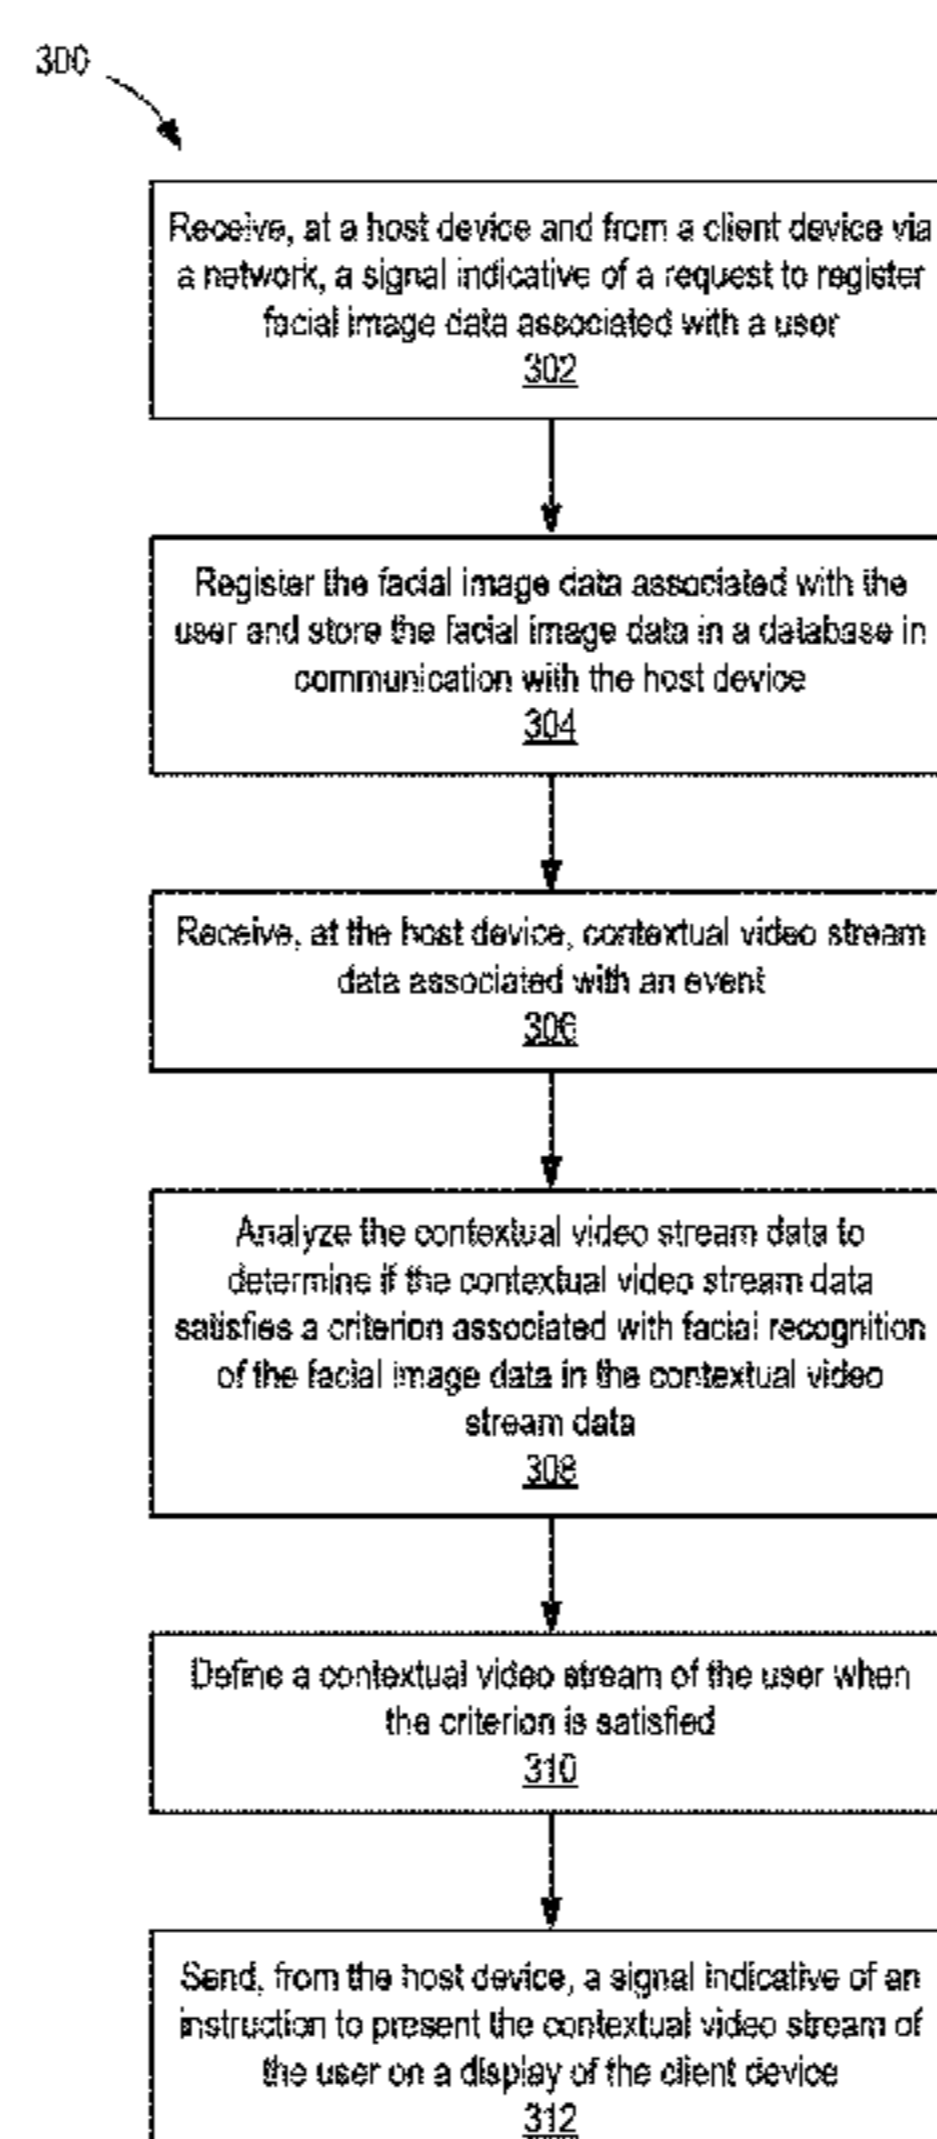 300
Receive, at a host device and from a client device via
a network, a signal indicative of a request to register
facial image data associated with a user
302
Register the facial image data associated with the
user and store the facial image data in a database in
communication with the host device
304
Receive, at the host device, contextual video stream
data associated with an event
306
Analyze the contextual video stream data to
determine if the contextual video stream data
satisfies a criterion associated with facial recognition
of the facial image data in the contextual video
stream data
308
Define a contextual video stream of the user when
the criterion is satisfied
310
Send, from the host device, a signal indicative of an
instruction to present the contextual video stream of
the user on a display of the client device
312